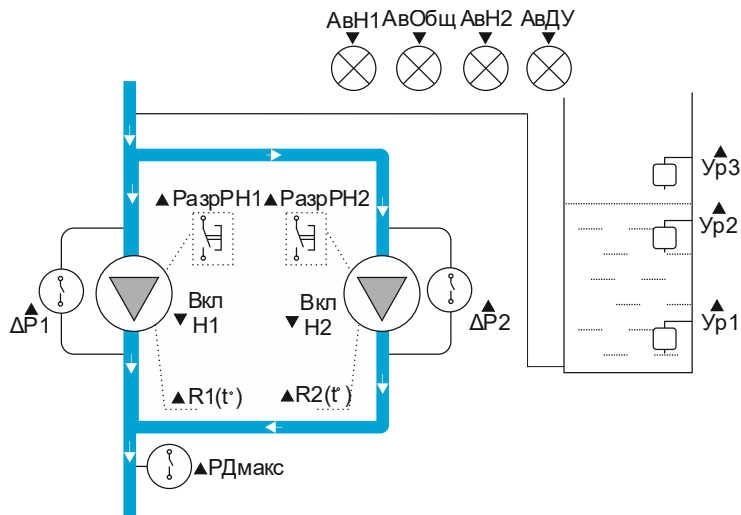 АвН1 АвОбщ АвН2 АвДУ
Ур3
▲РазрРН1 ▲РазрРН2
Ур2
Вкл
Н1
Вкл
Н2
ΔР1
ΔР2
Ур1
▲R1(t°) ▲R2(t°)
▲РДмакс